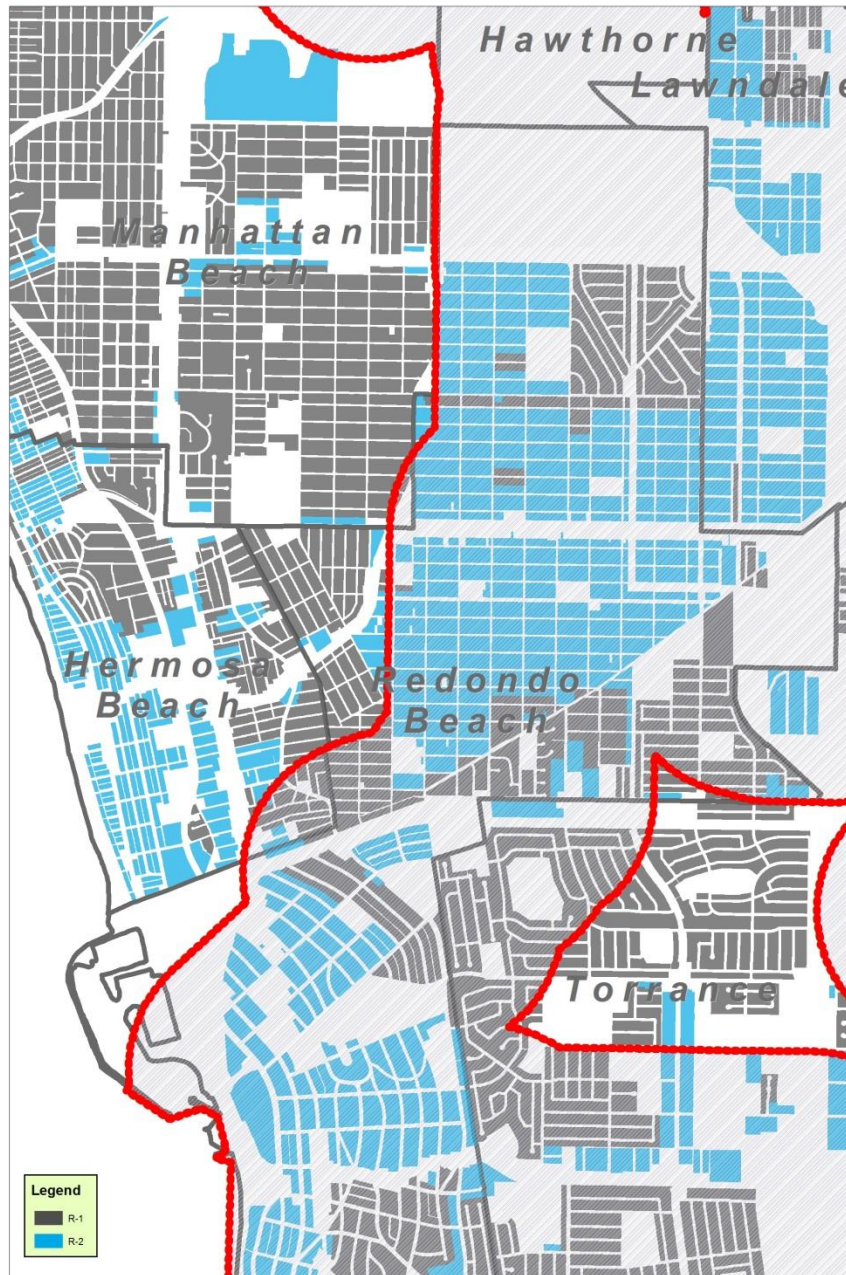 Hawthorne
Lawndale
Manhattan
Beach
Hermosa
Beach
Redondo
Beach
Torrance
Legend
R-1
R-2